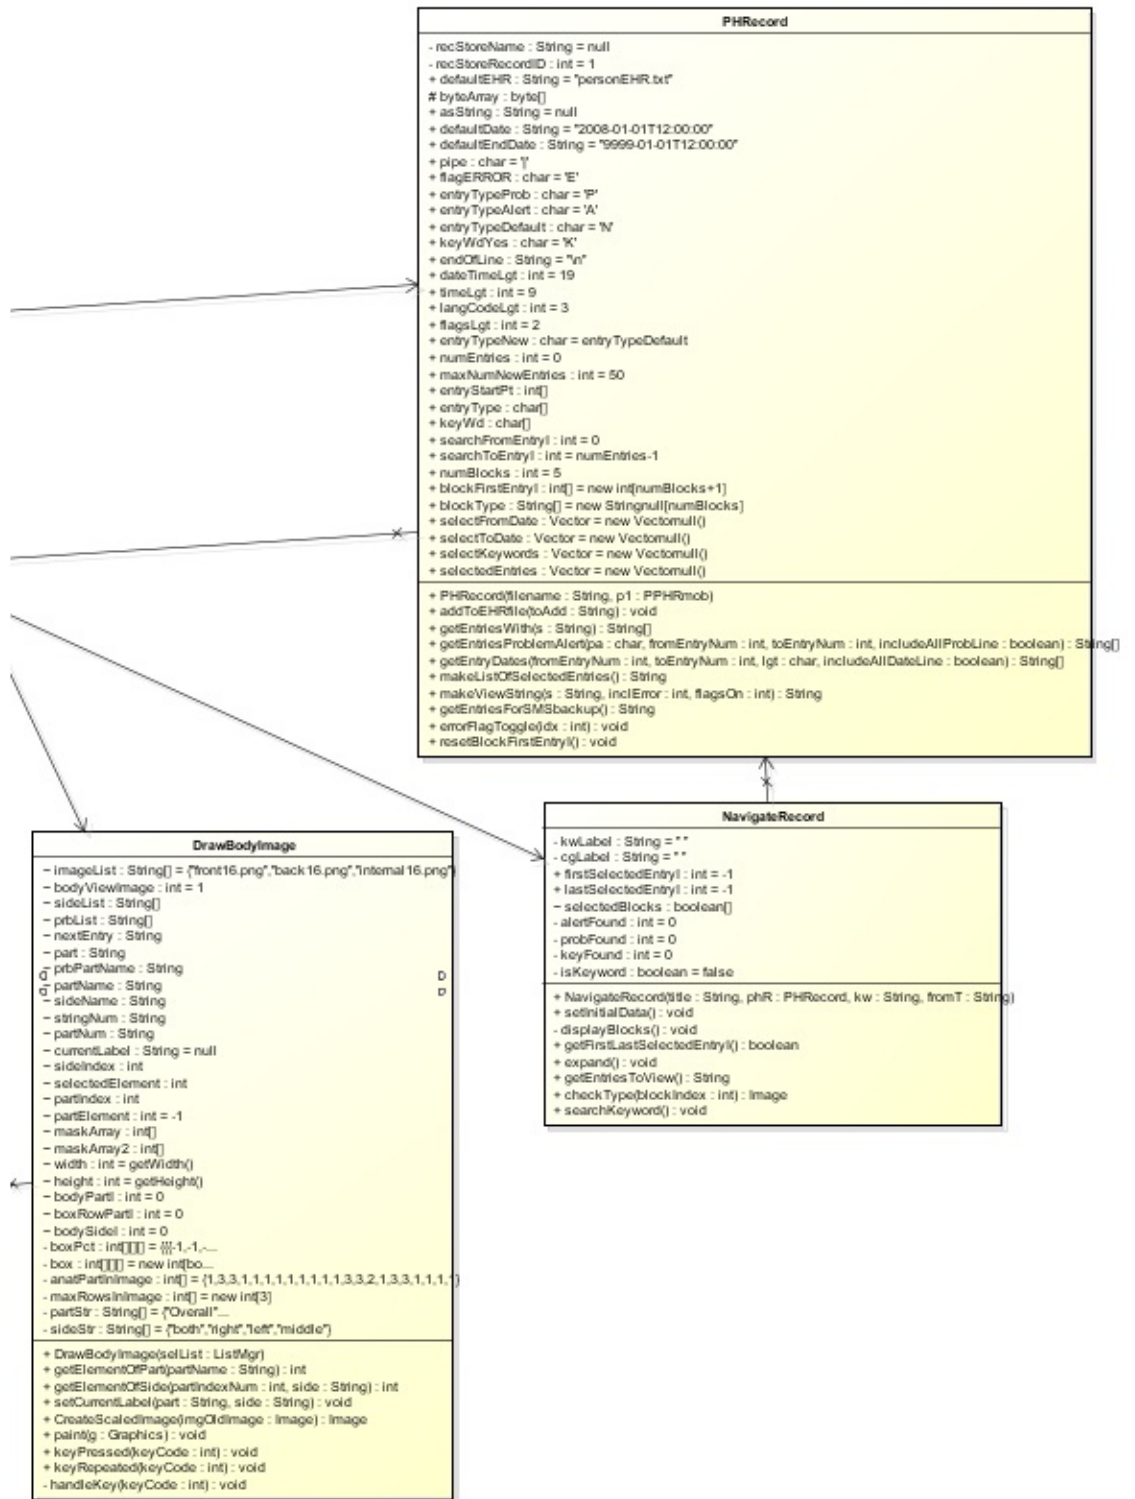 PHRecord
- recStoreName : String = null
- recStoreRecordID : int = 1
+ defaultEHR : String = "personEHR.txt"
# byteArray : byte[]
+ asString : String = null
+ defaultDate : String = "2008-01-01T12:00:00"
+ defaultEndDate : String = "9999-01-01T12:00:00"
+ pipe : char = '|'
+ flagERROR : char = 'E'
+ entryTypeProb : char = 'P'
+ entryTypeAlert : char = 'A'
+ entryTypeDefault : char = 'N'
+ keyWdYes : char = 'K'
+ endOfLine : String = "\n"
+ dateTimeLgt : int = 19
+ timeLgt : int = 9
+ langCodeLgt : int = 3
+ flagsLgt : int = 2
+ entryTypeNew : char = entryTypeDefault
+ numEntries : int = 0
+ maxNumNewEntries : int = 50
+ entryStartPt : int[]
+ entryType : char[]
+ keyWd : char[]
+ searchFromEntryI : int = 0
+ searchToEntryI : int = numEntries-1
+ numBlocks : int = 5
+ blockFirstEntryI : int[] = new int[numBlocks+1]
+ blockType : String[] = new Stringnull[numBlocks]
+ selectFromDate : Vector = new Vectornull()
+ selectToDate : Vector = new Vectornull()
+ selectKeywords : Vector = new Vectornull()
+ selectedEntries : Vector = new Vectornull()
+ PHRecord(filename : String, p1 : PPHRmob)
+ addToEHRfile(toAdd : String) : void
+ getEntriesWith(s : String) : String[]
+ getEntriesProblemAlert(pa : char, fromEntryNum : int, toEntryNum : int, includeAllProbLine : boolean) : String[]
+ getEntryDates(fromEntryNum : int, toEntryNum : int, lgt : char, includeAllDateLine : boolean) : String[]
+ makeListOfSelectedEntries() : String
+ makeViewString(s : String, inclError : int, flagsOn : int) : String
+ getEntriesForSMSbackup() : String
+ errorFlagToggle(idx : int) : void
+ resetBlockFirstEntryI() : void
NavigateRecord
- kwLabel : String = " "
- cgLabel : String = " "
+ firstSelectedEntryI : int = -1
+ lastSelectedEntryI : int = -1
~ selectedBlocks : boolean[]
- alertFound : int = 0
- probFound : int = 0
- keyFound : int = 0
- isKeyword : boolean = false
+ NavigateRecord(title : String, phR : PHRecord, kw : String, fromT : String)
+ setInitialData() : void
- displayBlocks() : void
+ getFirstLastSelectedEntryI() : boolean
+ expand() : void
+ getEntriesToView() : String
+ checkType(blockIndex : int) : Image
+ searchKeyword() : void
DrawBodyImage
~ imageList : String[] = {"front16.png","back16.png","internal16.png"}
~ bodyViewImage : int = 1
~ sideList : String[]
~ prbList : String[]
~ nextEntry : String
~ part : String
~ prbPartName : String
~ partName : String
~ sideName : String
~ stringNum : String
~ partNum : String
~ currentLabel : String = null
~ sideIndex : int
~ selectedElement : int
~ partIndex : int
~ partElement : int = -1
~ maskArray : int[]
~ maskArray2 : int[]
~ width : int = getWidth()
~ height : int = getHeight()
~ bodyPartI : int = 0
~ boxRowPartI : int = 0
~ bodySideI : int = 0
- boxPct : int[][][] = {{{-1,-1,-...
- box : int[][][] = new int[bo...
- anatPartInImage : int[] = {1,3,3,1,1,1,1,1,1,1,1,1,3,3,2,1,3,3,1,1,1,1}
- maxRowsInImage : int[] = new int[3]
- partStr : String[] = {"Overall"...
- sideStr : String[] = {"both","right","left","middle"}
+ DrawBodyImage(selList : ListMgr)
+ getElementOfPart(partName : String) : int
+ getElementOfSide(partIndexNum : int, side : String) : int
+ setCurrentLabel(part : String, side : String) : void
+ CreateScaledImage(imgOldImage : Image) : Image
+ paint(g : Graphics) : void
+ keyPressed(keyCode : int) : void
+ keyRepeated(keyCode : int) : void
- handleKey(keyCode : int) : void